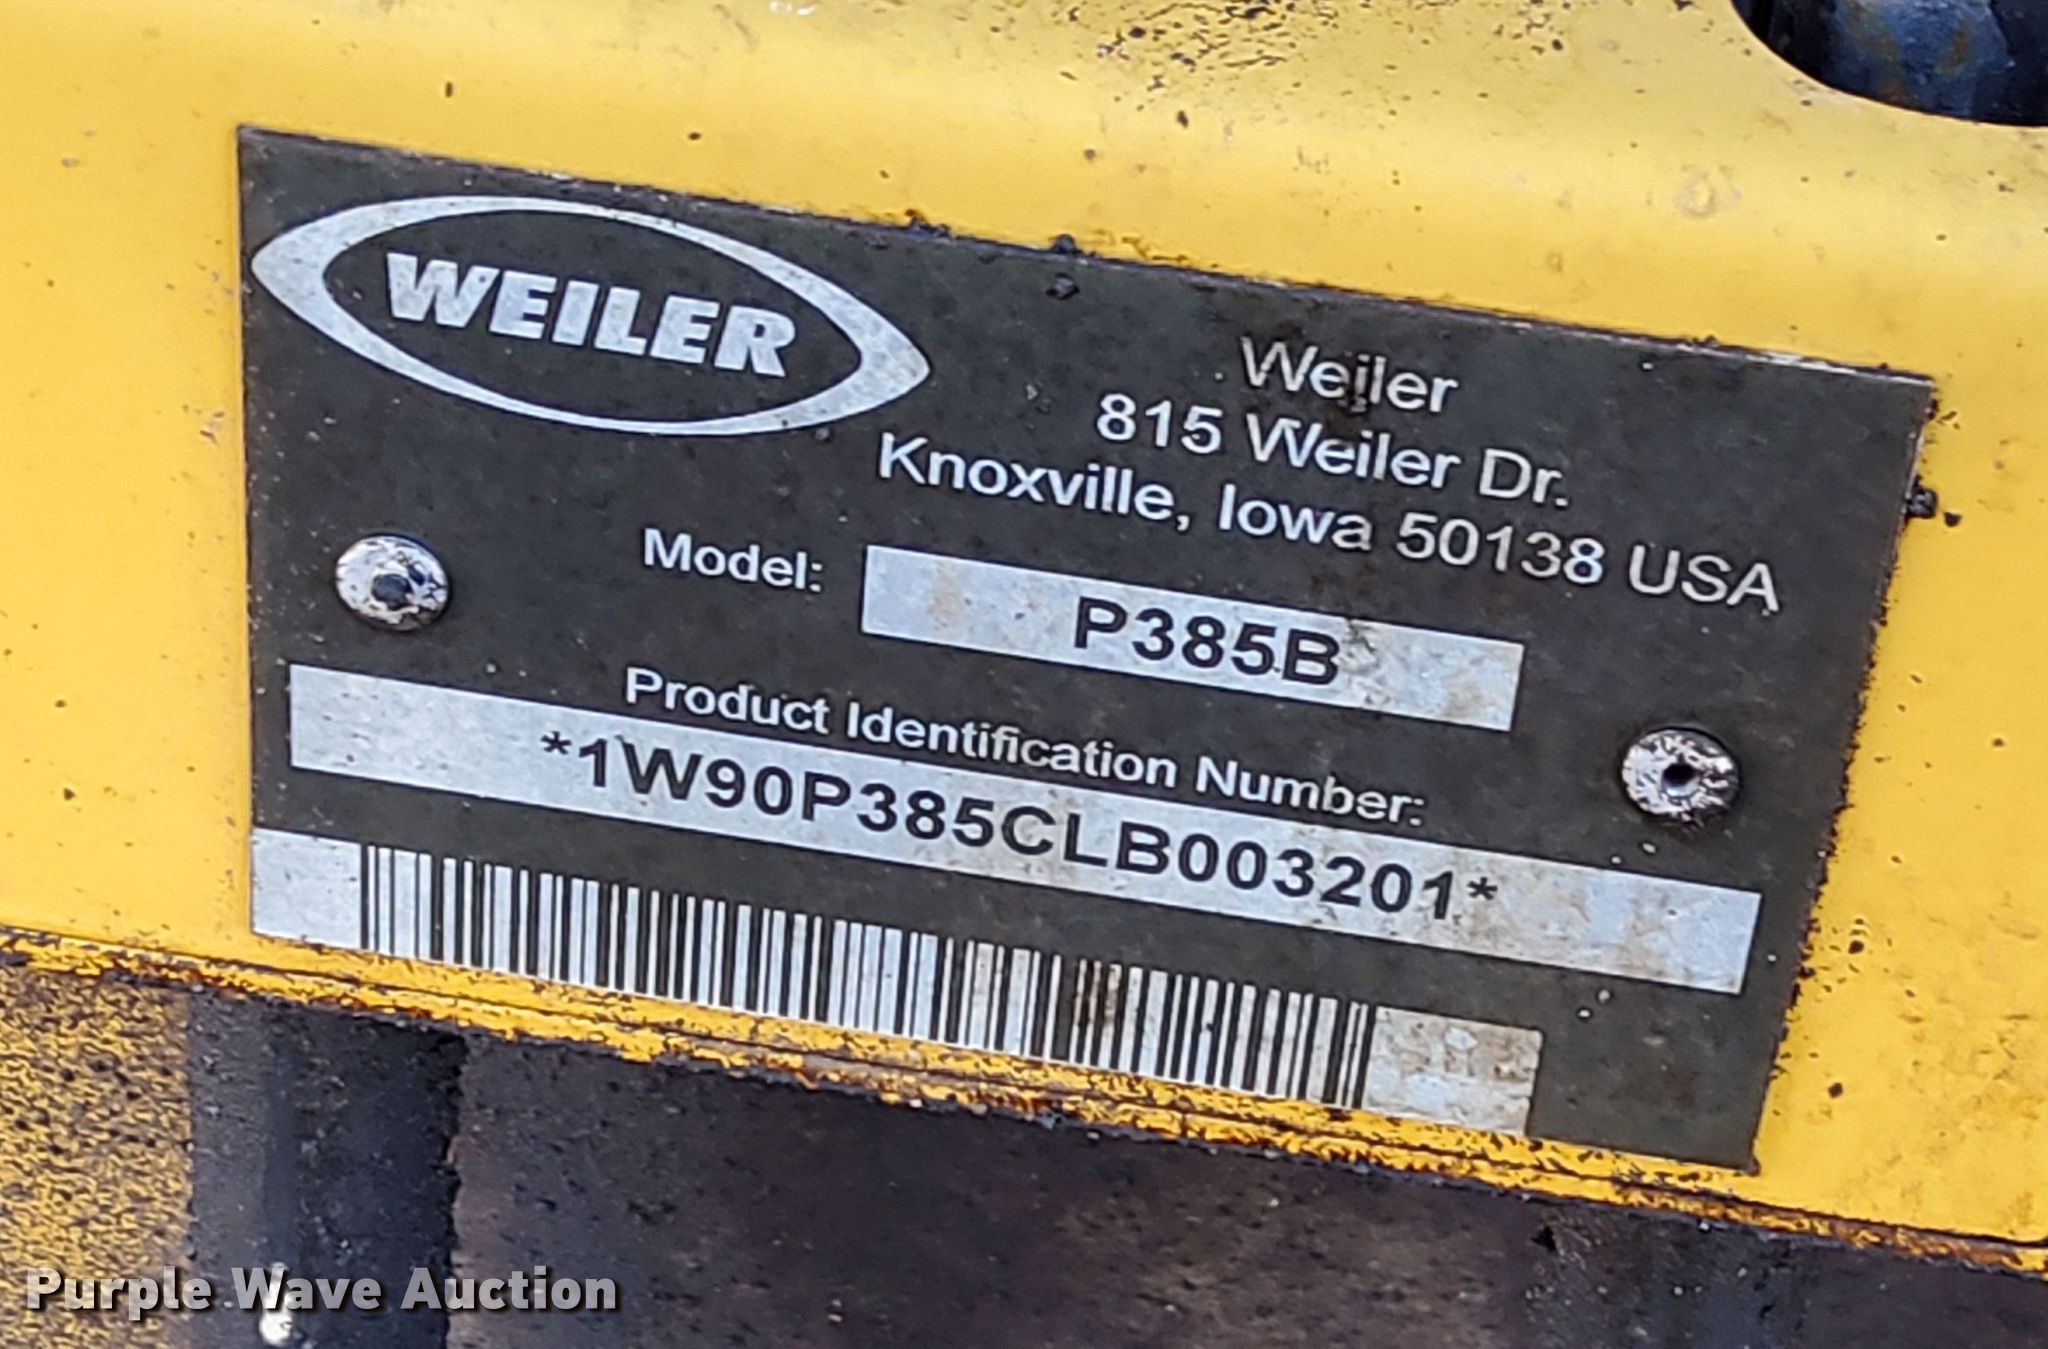 WEILER
Weiler
815 Weiler Dr.
Knoxville, Iowa 50138 USA
Model: P385B
Product Identification Number:
*1W90P385CLB003201*
Purple Wave Auction